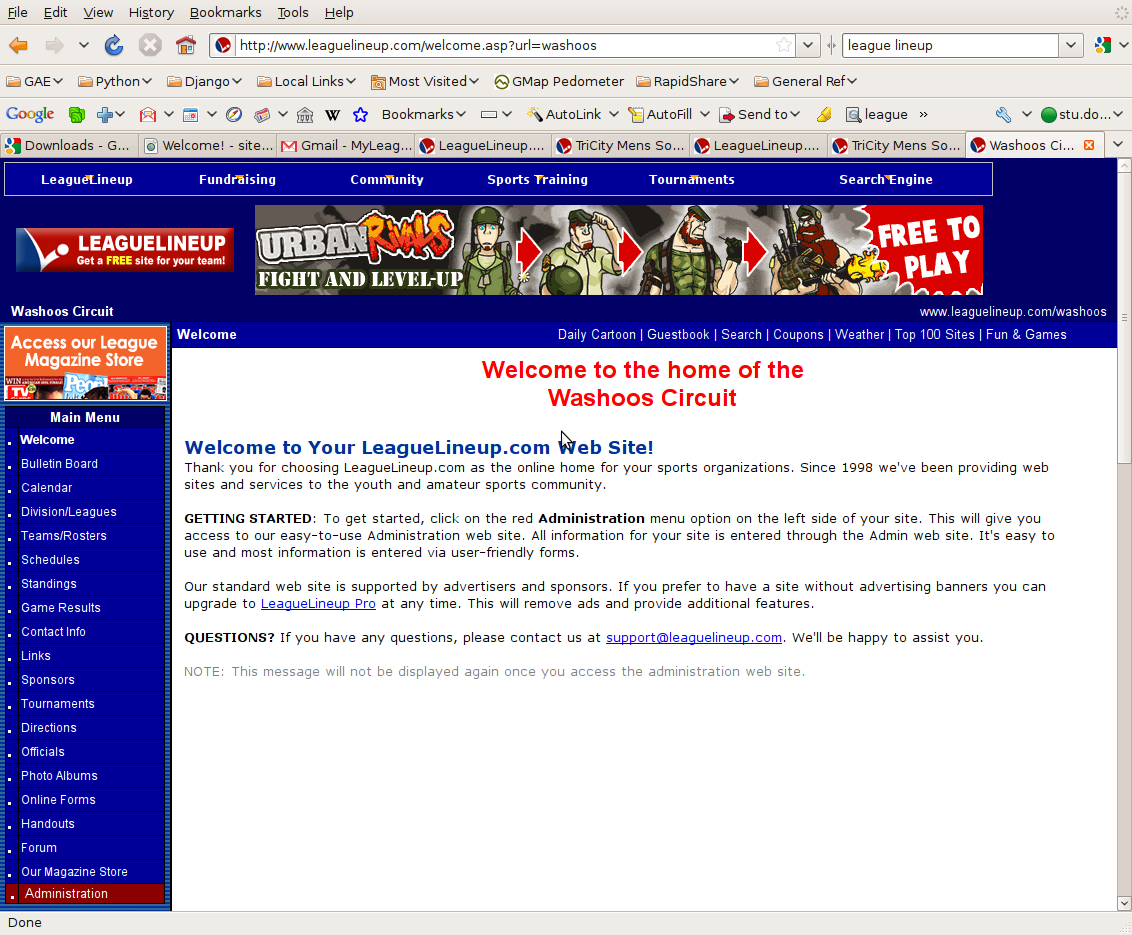 File Edit View History Bookmarks Tools Help
http://www.leaguelineup.com/welcome.asp?url=washoos league lineup
GAE Python Django Local Links Most Visited GMap Pedometer RapidShare General Ref
Google W Bookmarks AutoLink AutoFill Send to league » stu.do...
Downloads - G... Welcome! - site... Gmail - MyLeag... LeagueLineup.... TriCity Mens So... LeagueLineup.... TriCity Mens So... Washoos Ci...
LeagueLineup Fundraising Community Sports Training Tournaments Search Engine
LEAGUELINEUP
Get a FREE site for your team!
URBAN RIVALS
FIGHT AND LEVEL-UP
FREE TO
PLAY
Washoos Circuit www.leaguelineup.com/washoos
Access our League
Magazine Store
Welcome Daily Cartoon | Guestbook | Search | Coupons | Weather | Top 100 Sites | Fun & Games
Main Menu
Welcome
Bulletin Board
Calendar
Division/Leagues
Teams/Rosters
Schedules
Standings
Game Results
Contact Info
Links
Sponsors
Tournaments
Directions
Officials
Photo Albums
Online Forms
Handouts
Forum
Our Magazine Store
Administration
Welcome to the home of the
Washoos Circuit
Welcome to Your LeagueLineup.com Web Site!
Thank you for choosing LeagueLineup.com as the online home for your sports organizations. Since 1998 we've been providing web
sites and services to the youth and amateur sports community.
GETTING STARTED: To get started, click on the red Administration menu option on the left side of your site. This will give you
access to our easy-to-use Administration web site. All information for your site is entered through the Admin web site. It's easy to
use and most information is entered via user-friendly forms.
Our standard web site is supported by advertisers and sponsors. If you prefer to have a site without advertising banners you can
upgrade to LeagueLineup Pro at any time. This will remove ads and provide additional features.
QUESTIONS? If you have any questions, please contact us at support@leaguelineup.com. We'll be happy to assist you.
NOTE: This message will not be displayed again once you access the administration web site.
Done